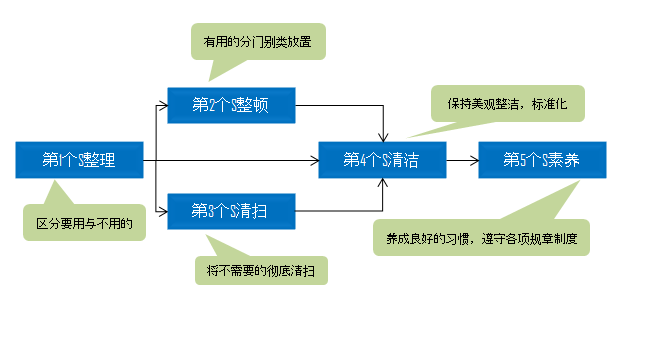 有用的分门别类放置
第2个S整顿
保持美观整洁，标准化
第1个S整理
第4个S清洁
第5个S素养
区分要用与不用的
第3个S清扫
养成良好的习惯，遵守各项规章制度
将不需要的彻底清扫